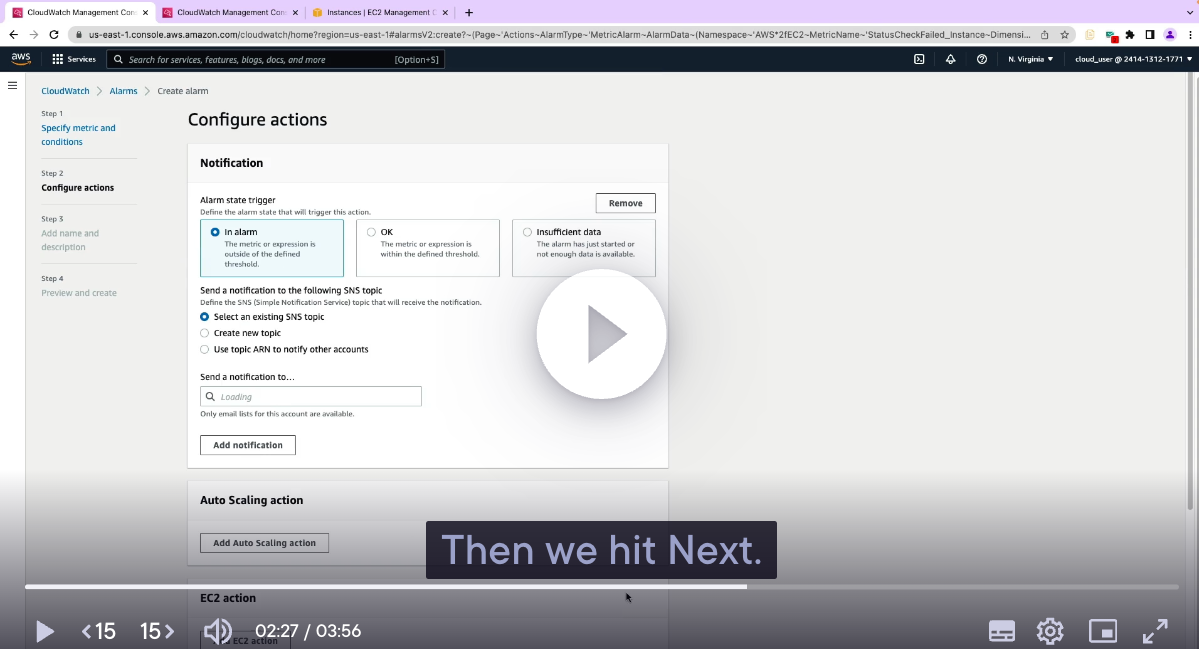 CloudWatch Management Con
CloudWatch Management Con
Instances | EC2 Management C
us-east-1.console.aws.amazon.com/cloudwatch/home?region=us-east-1#alarmsV2:create?~(Page~'Actions~AlarmType~'MetricAlarm~AlarmData~(Namespace~'AWS*2fEC2~MetricName~'StatusCheckFailed_Instance~Dimensi...
aws
Services
Search for services, features, blogs, docs, and more
[Option+S]
N. Virginia
cloud_user @ 2414-1312-1771
CloudWatch
Alarms
Create alarm
Step 1
Specify metric and
conditions
Step 2
Configure actions
Step 3
Add name and
description
Step 4
Preview and create
Configure actions
Notification
Alarm state trigger
Define the alarm state that will trigger this action.
Remove
In alarm
The metric or expression is
outside of the defined
threshold.
OK
The metric or expression is
within the defined threshold.
Insufficient data
The alarm has just started or
not enough data is available.
Send a notification to the following SNS topic
Define the SNS (Simple Notification Service) topic that will receive the notification.
Select an existing SNS topic
Create new topic
Use topic ARN to notify other accounts
Send a notification to...
Loading
Only email lists for this account are available.
Add notification
Auto Scaling action
Add Auto Scaling action
Then we hit Next.
EC2 action
EC2 action
15
15
02:27 / 03:56